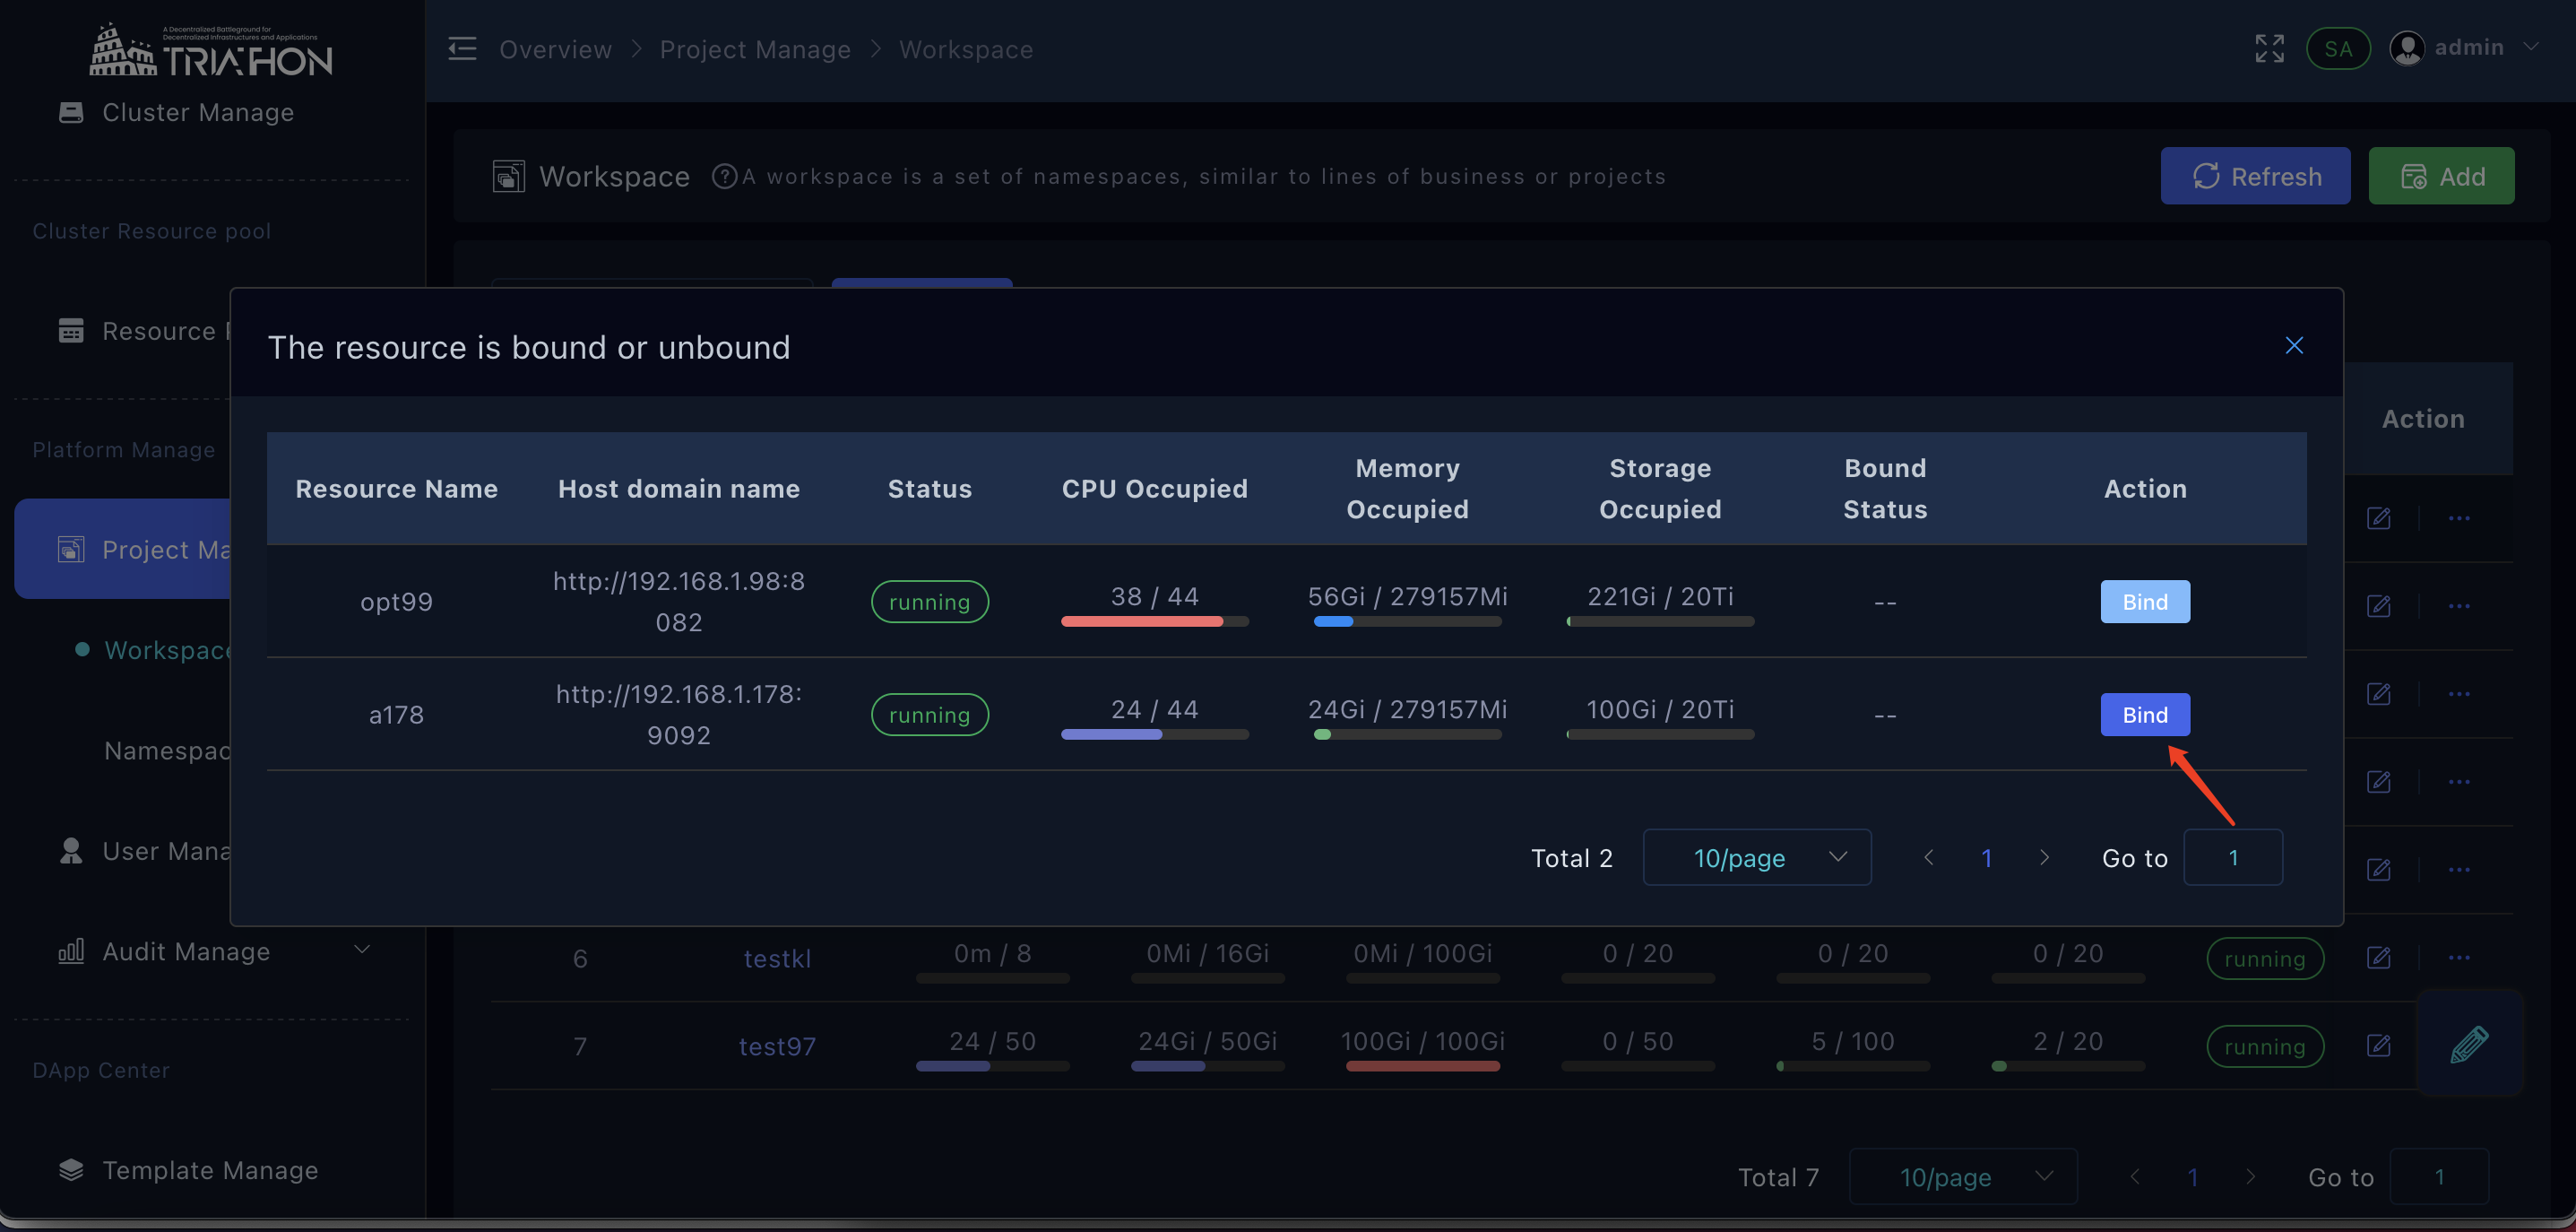 A Decentralized Battleground for
Decentralized Infrastructures and Applications
TRIATHON
Cluster Manage
Cluster Resource pool
Resource P
Platform Manage
Project Ma
Workspace
Namespac
User Mana
Audit Manage
DApp Center
Template Manage
Overview > Project Manage > Workspace
SA admin
Workspace ? A workspace is a set of namespaces, similar to lines of business or projects
Refresh Add
Action
The resource is bound or unbound
Resource Name Host domain name Status CPU Occupied Memory Occupied Storage Occupied Bound Status Action
opt99 http://192.168.1.98:8082 running 38 / 44 56Gi / 279157Mi 221Gi / 20Ti -- Bind
a178 http://192.168.1.178:9092 running 24 / 44 24Gi / 279157Mi 100Gi / 20Ti -- Bind
Total 2 10/page < 1 > Go to 1
6 testkl 0m / 8 0Mi / 16Gi 0Mi / 100Gi 0 / 20 0 / 20 0 / 20 running
7 test97 24 / 50 24Gi / 50Gi 100Gi / 100Gi 0 / 50 5 / 100 2 / 20 running
Total 7 10/page < 1 > Go to 1